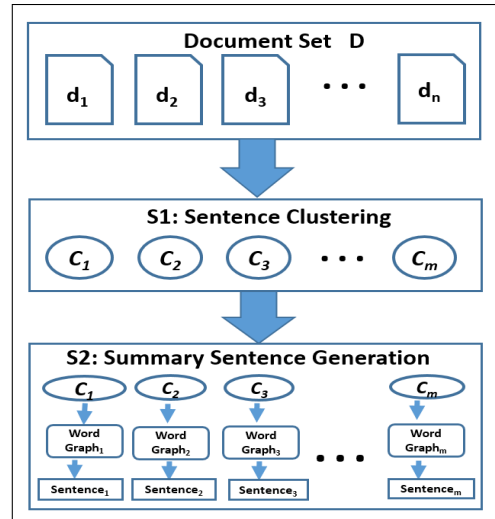 Document Set D
d1 d2 d3 ... dn
S1: Sentence Clustering
C1 C2 C3 ... Cm
S2: Summary Sentence Generation
C1 C2 C3 Cm
Word Word Word Word
Graph1 Graph2 Graph3 ... Graphm
Sentence1 Sentence2 Sentence3 Sentencem